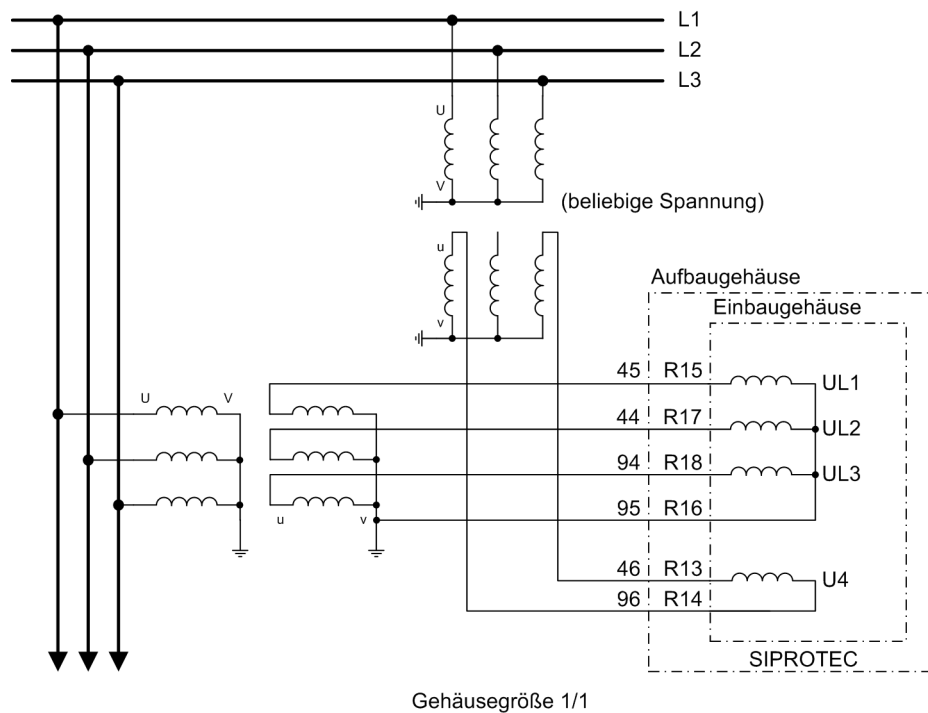 L1
L2
L3
U
V
(beliebige Spannung)
u
v
Aufbaugehäuse
Einbaugehäuse
45 R15 UL1
U V
44 R17 UL2
94 R18 UL3
95 R16
u v
46 R13 U4
96 R14
SIPROTEC
Gehäusegröße 1/1